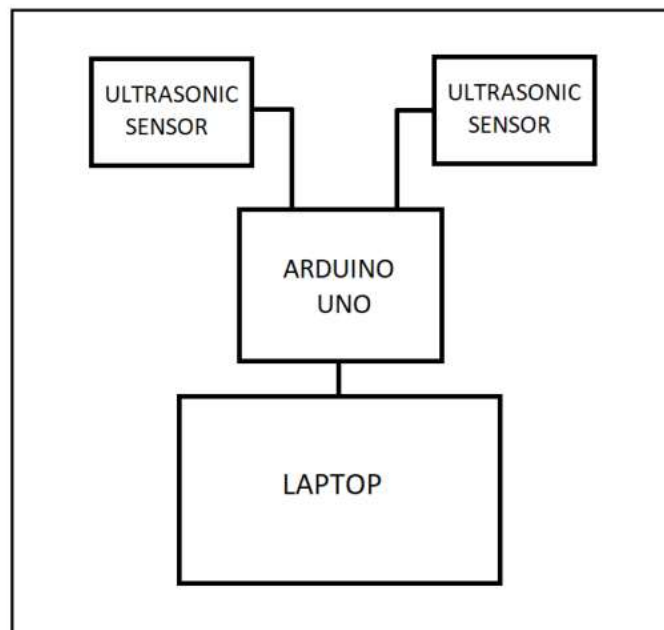 ULTRASONIC
SENSOR
ULTRASONIC
SENSOR
ARDUINO
UNO
LAPTOP